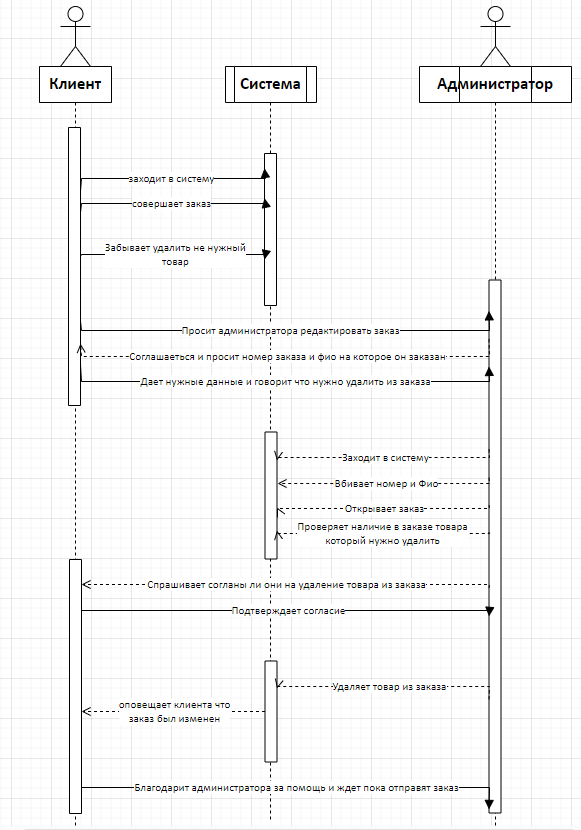 Клиент
Система
Администратор
заходит в систему
совершает заказ
Забывает удалить не нужный
товар
Просит администратора редактировать заказ
Соглашаеться и просит номер заказа и фио на которое он заказан
Дает нужные данные и говорит что нужно удалить из заказа
Заходит в систему
Вбивает номер и Фио
Открывает заказ
Проверяет наличие в заказе товара
который нужно удалить
Спрашивает согланы ли они на удаление товара из заказа
Подтверждает согласие
Удаляет товар из заказа
оповещает клиента что
заказ был изменен
Благодарит администратора за помощь и ждет пока отправят заказ